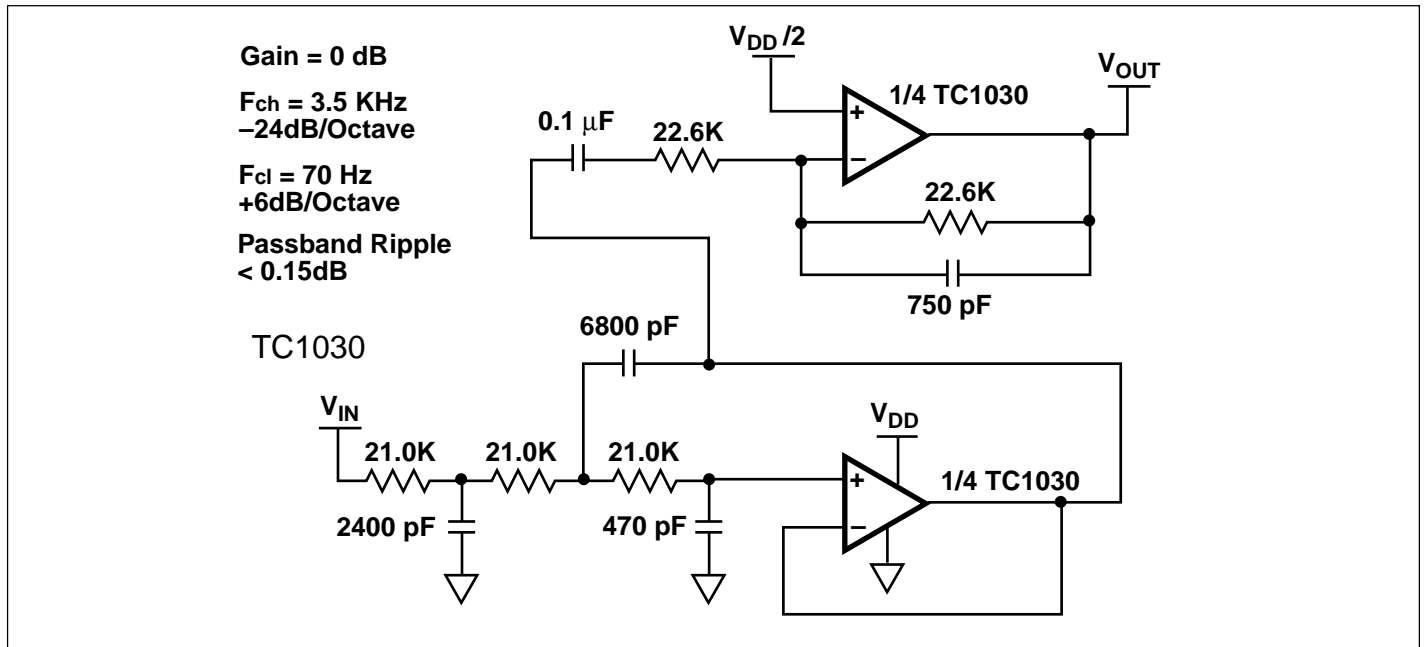 Gain = 0 dB
Fch = 3.5 KHz
–24dB/Octave
Fcl = 70 Hz
+6dB/Octave
Passband Ripple
< 0.15dB
TC1030
VDD /2
VOUT
1/4 TC1030
+
–
0.1 μF
22.6K
22.6K
750 pF
6800 pF
VIN
21.0K
21.0K
21.0K
2400 pF
470 pF
VDD
1/4 TC1030
+
–